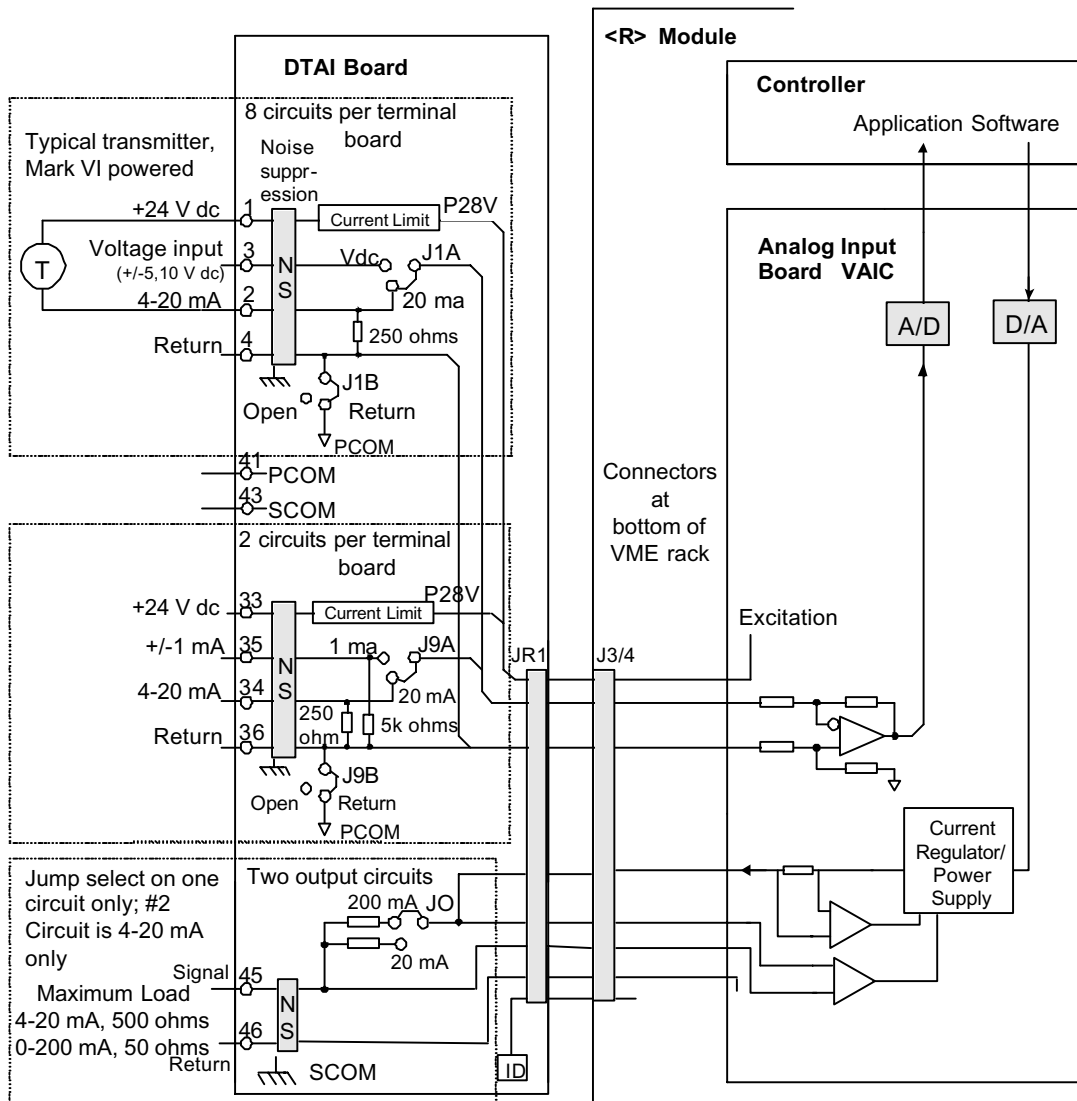 <R> Module
DTAI Board
Controller
8 circuits per terminal
board
Application Software
Typical transmitter,
Mark VI powered
Noise
suppr-
ession
+24 V dc
1
Current Limit
P28V
Voltage input
(+/-5,10 V dc)
3
Vdc
J1A
T
N
S
4-20 mA
2
20 ma
250 ohms
Return
4
J1B
Open
Return
PCOM
Analog Input
Board VAIC
A/D
D/A
41
PCOM
43
SCOM
Connectors
at
bottom of
VME rack
2 circuits per terminal
board
+24 V dc
33
Current Limit
P28V
Excitation
+/-1 mA
35
1 ma
J9A
JR1
J3/4
N
S
4-20 mA
34
20 mA
250
ohm
5k ohms
Return
36
J9B
Open
Return
PCOM
Current
Regulator/
Power
Supply
Jump select on one
circuit only; #2
Circuit is 4-20 mA
only
Two output circuits
200 mA
JO
20 mA
Signal
45
N
S
Maximum Load
4-20 mA, 500 ohms
0-200 mA, 50 ohms
46
Return
SCOM
ID